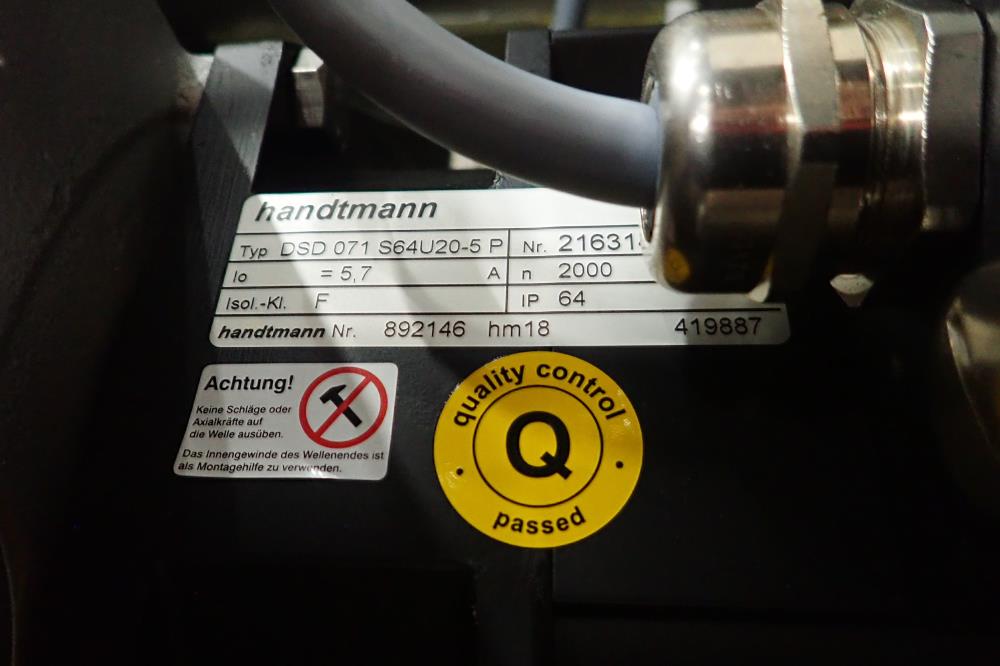 handtmann
Typ DSD 071 S64U20-5 P Nr. 21631
Io = 5,7 A n 2000
Isol.-Kl. F IP 64
handtmann Nr. 892146 hm18 419887
Achtung!
Keine Schläge oder
Axialkräfte auf
die Welle ausüben.
Das Innengewinde des Wellenendes ist
als Montagehilfe zu verwenden.
quality control
Q
passed